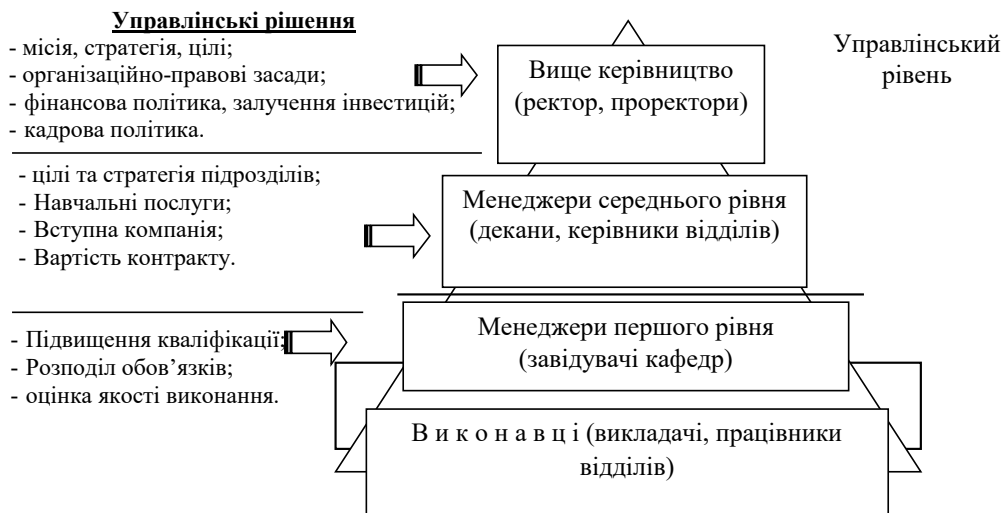 Управлінські рішення
- місія, стратегія, цілі;
- організаційно-правові засади;
- фінансова політика, залучення інвестицій;
- кадрова політика.
Вище керівництво
(ректор, проректори)
Управлінський
рівень
- цілі та стратегія підрозділів;
- Навчальні послуги;
- Вступна компанія;
- Вартість контракту.
Менеджери середнього рівня
(декани, керівники відділів)
- Підвищення кваліфікації;
- Розподіл обов’язків;
- оцінка якості виконання.
Менеджери першого рівня
(завідувачі кафедр)
В и к о н а в ц і (викладачі, працівники
відділів)